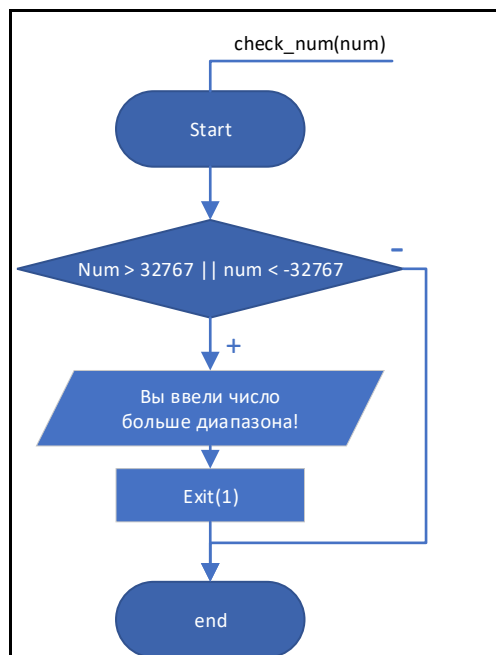 check_num(num)
Start
Num > 32767 || num < -32767
-
+
Вы ввели число
больше диапазона!
Exit(1)
end